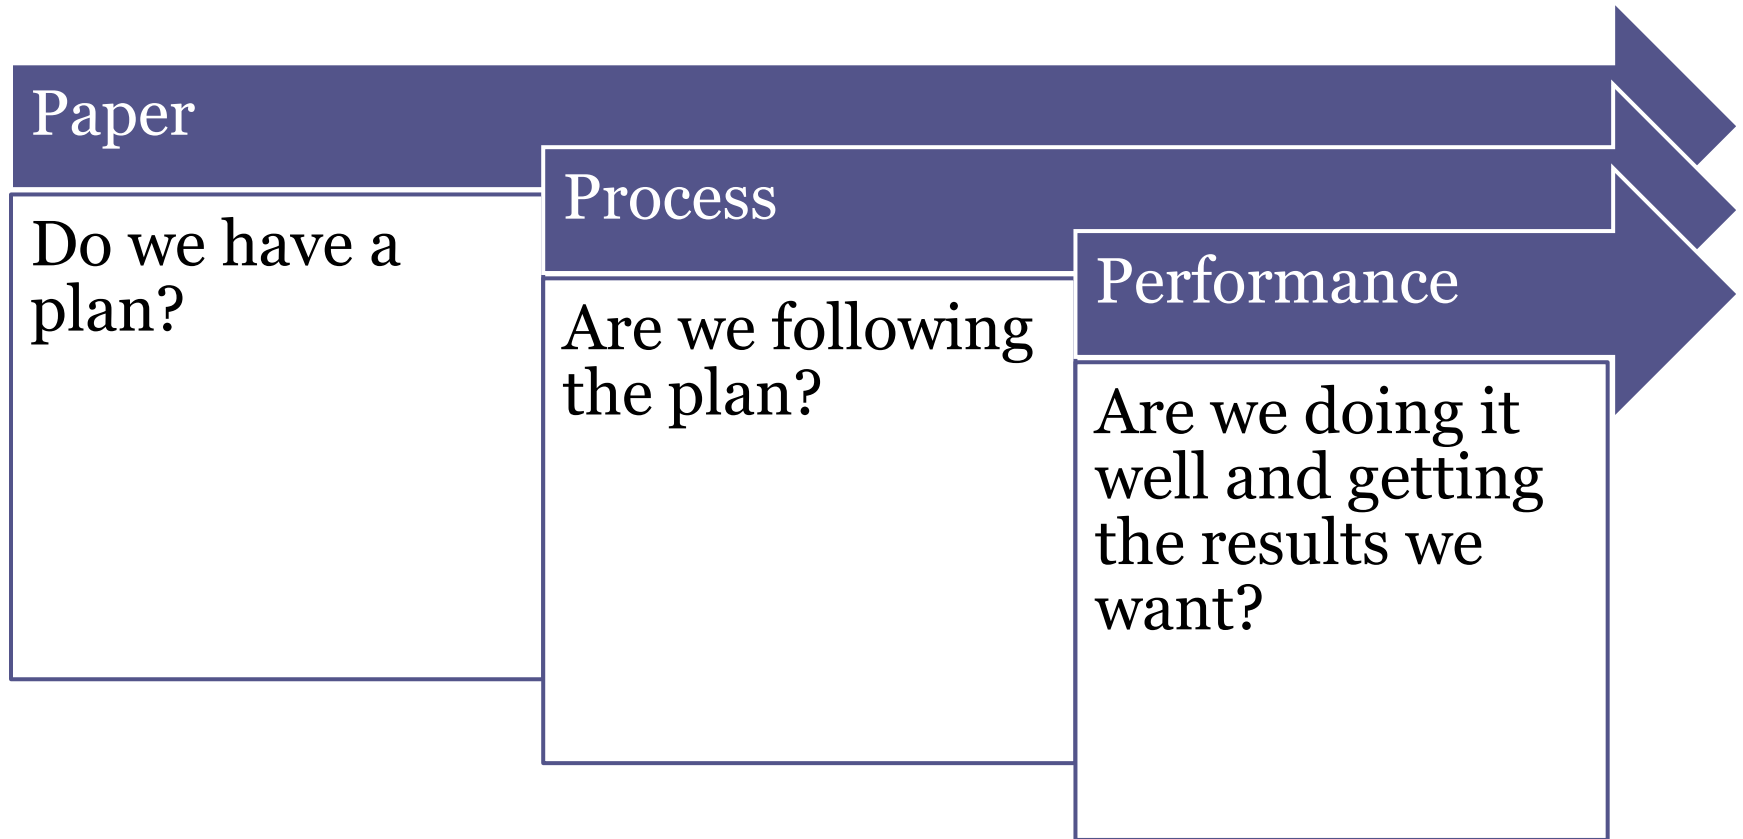 Paper
Do we have a
plan?
Process
Are we following
the plan?
Performance
Are we doing it
well and getting
the results we
want?